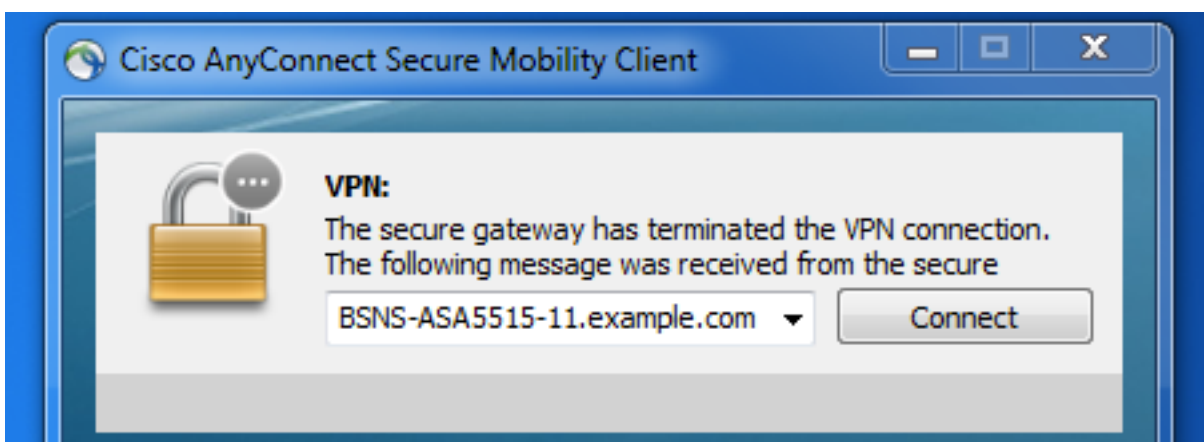 Cisco AnyConnect Secure Mobility Client
VPN:
The secure gateway has terminated the VPN connection.
The following message was received from the secure
BSNS-ASA5515-11.example.com
Connect